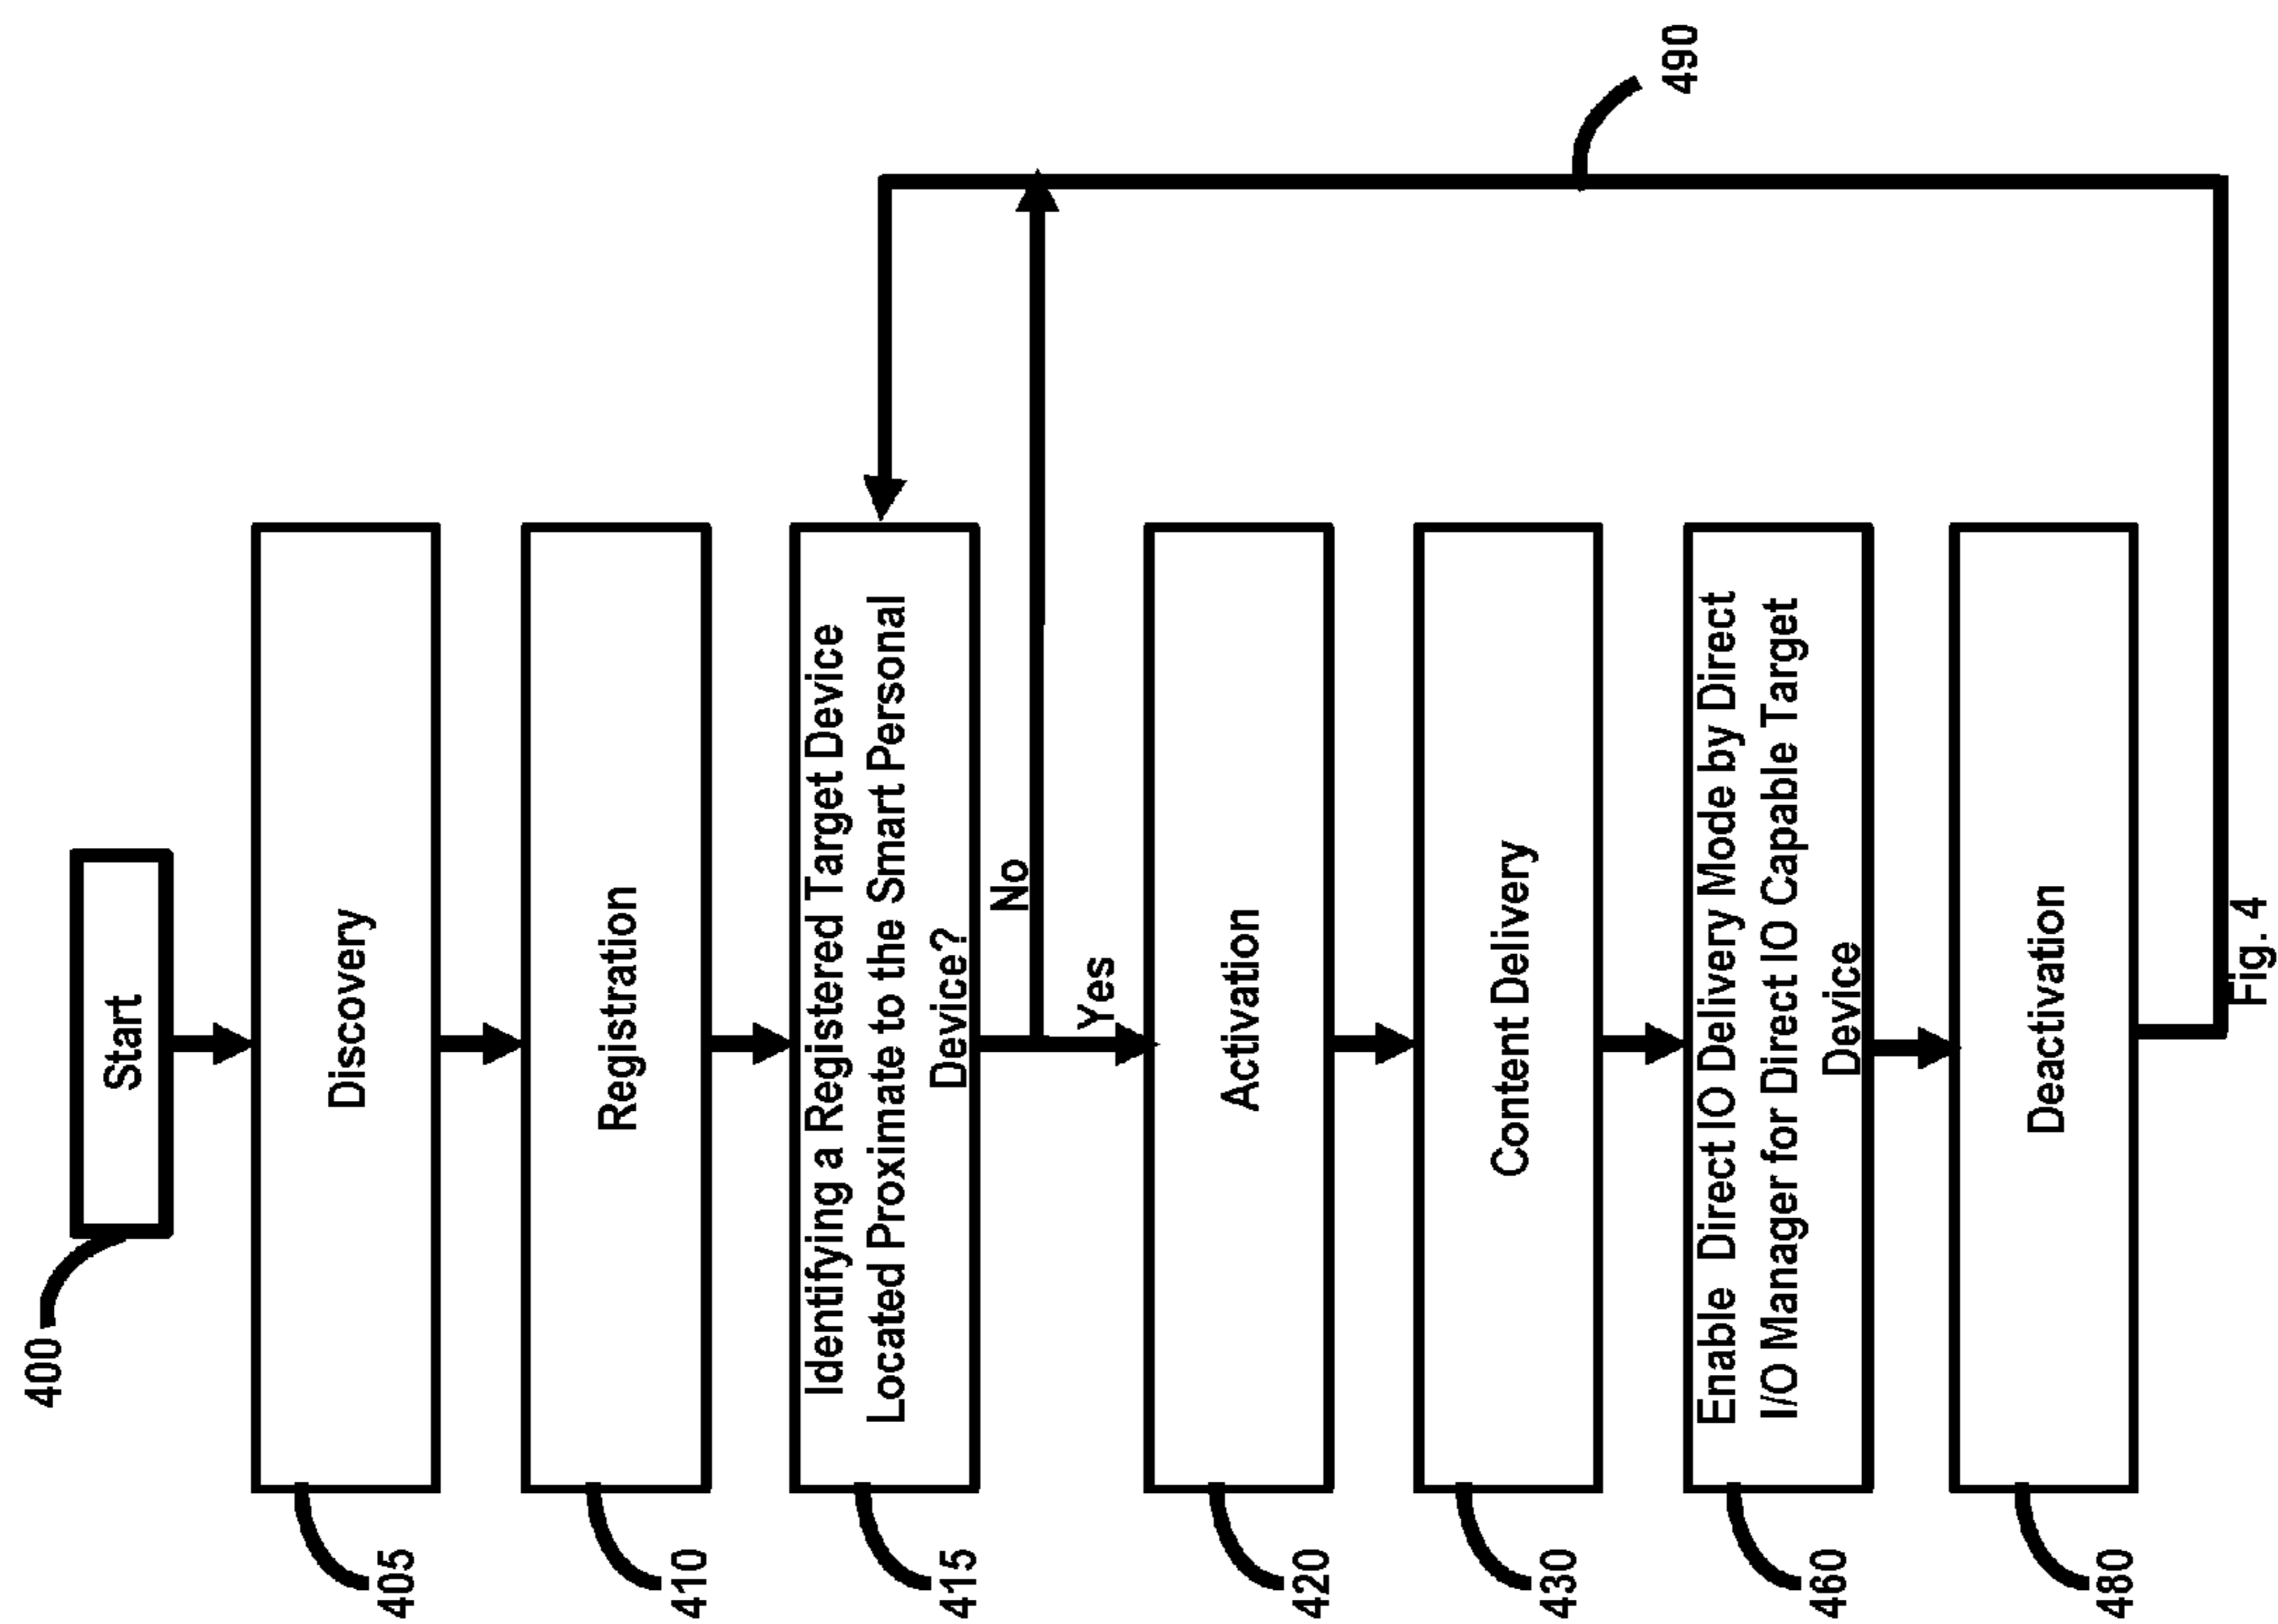 400
Start
405
Discovery
410
Registration
415
Identifying a Registered Target Device
Located Proximate to the Smart Personal
Device?
No
Yes
420
Activation
430
Content Delivery
460
Enable Direct IO Delivery Mode by Direct
I/O Manager for Direct IO Capable Target
Device
480
Deactivation
490
Fig. 4